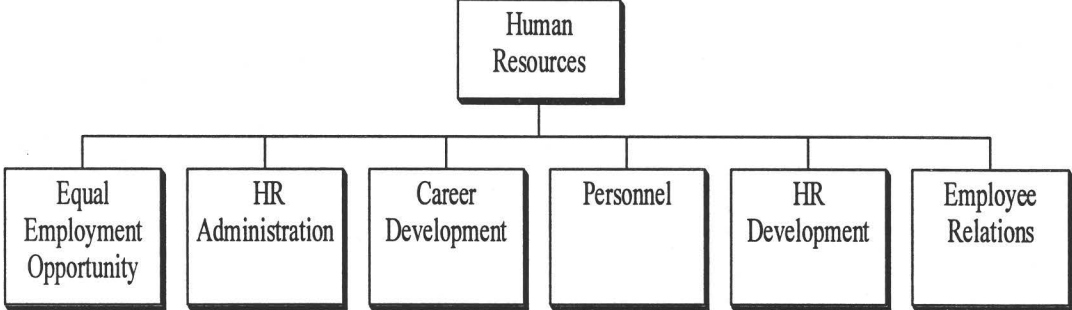 Human
Resources
Equal
Employment
Opportunity
HR
Administration
Career
Development
Personnel
HR
Development
Employee
Relations